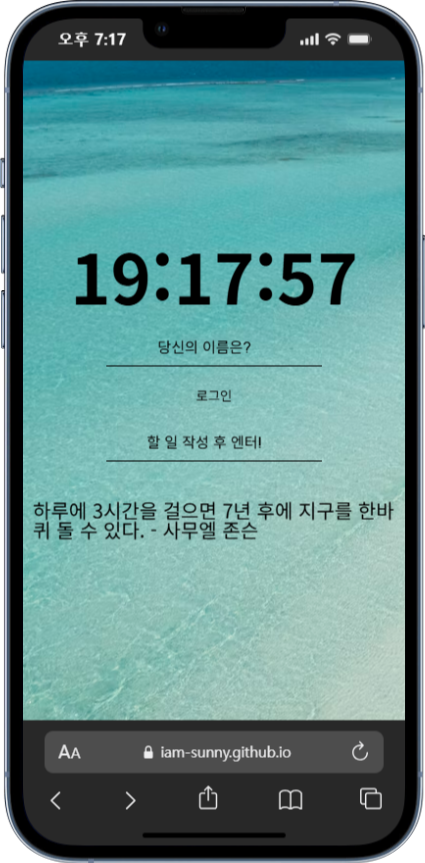 오후 7:17
19:17:57
당신의 이름은?
로그인
할 일 작성 후 엔터!
하루에 3시간을 걸으면 7년 후에 지구를 한바
퀴 돌 수 있다. - 사무엘 존슨
AA iam-sunny.github.io